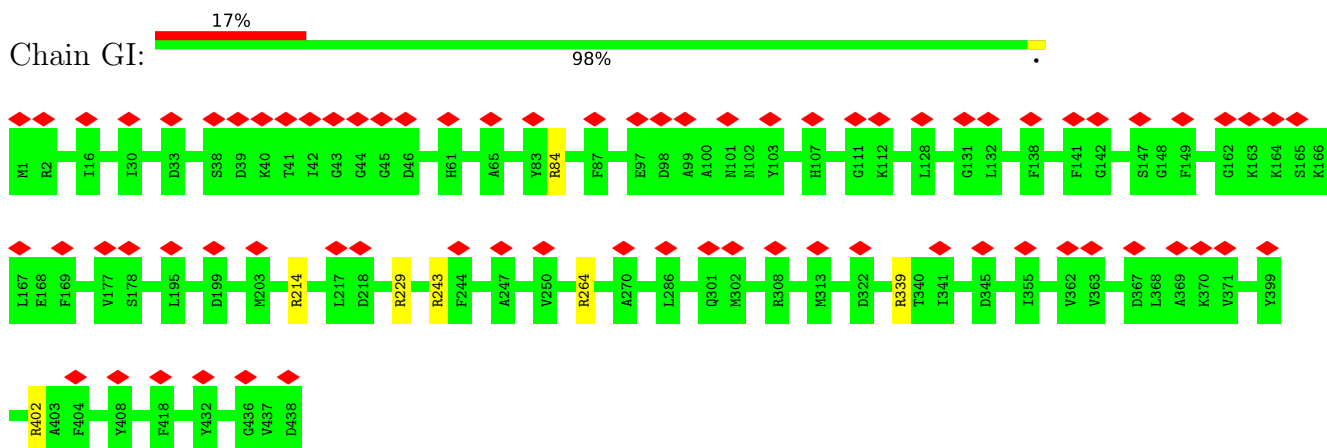 17%
Chain GI:
98%
•
M1 R2 I16 I30 D33 S38 D39 K40 T41 I42 G43 G44 G45 D46 H61 A65 Y83 R84 F87 E97 D98 A99 A100 N101 N102 Y103 H107 G111 K112 L128 G131 L132 F138 F141 G142 S147 G148 F149 G162 K163 K164 S165 K166
L167 E168 F169 V177 S178 L195 D199 M203 R214 L217 D218 R229 R243 F244 A247 V250 R264 A270 L286 Q301 M302 R308 M313 D322 R339 T340 I341 D345 I355 V362 V363 D367 L368 A369 K370 V371 Y399
R402 A403 F404 Y408 F418 Y432 G436 V437 D438